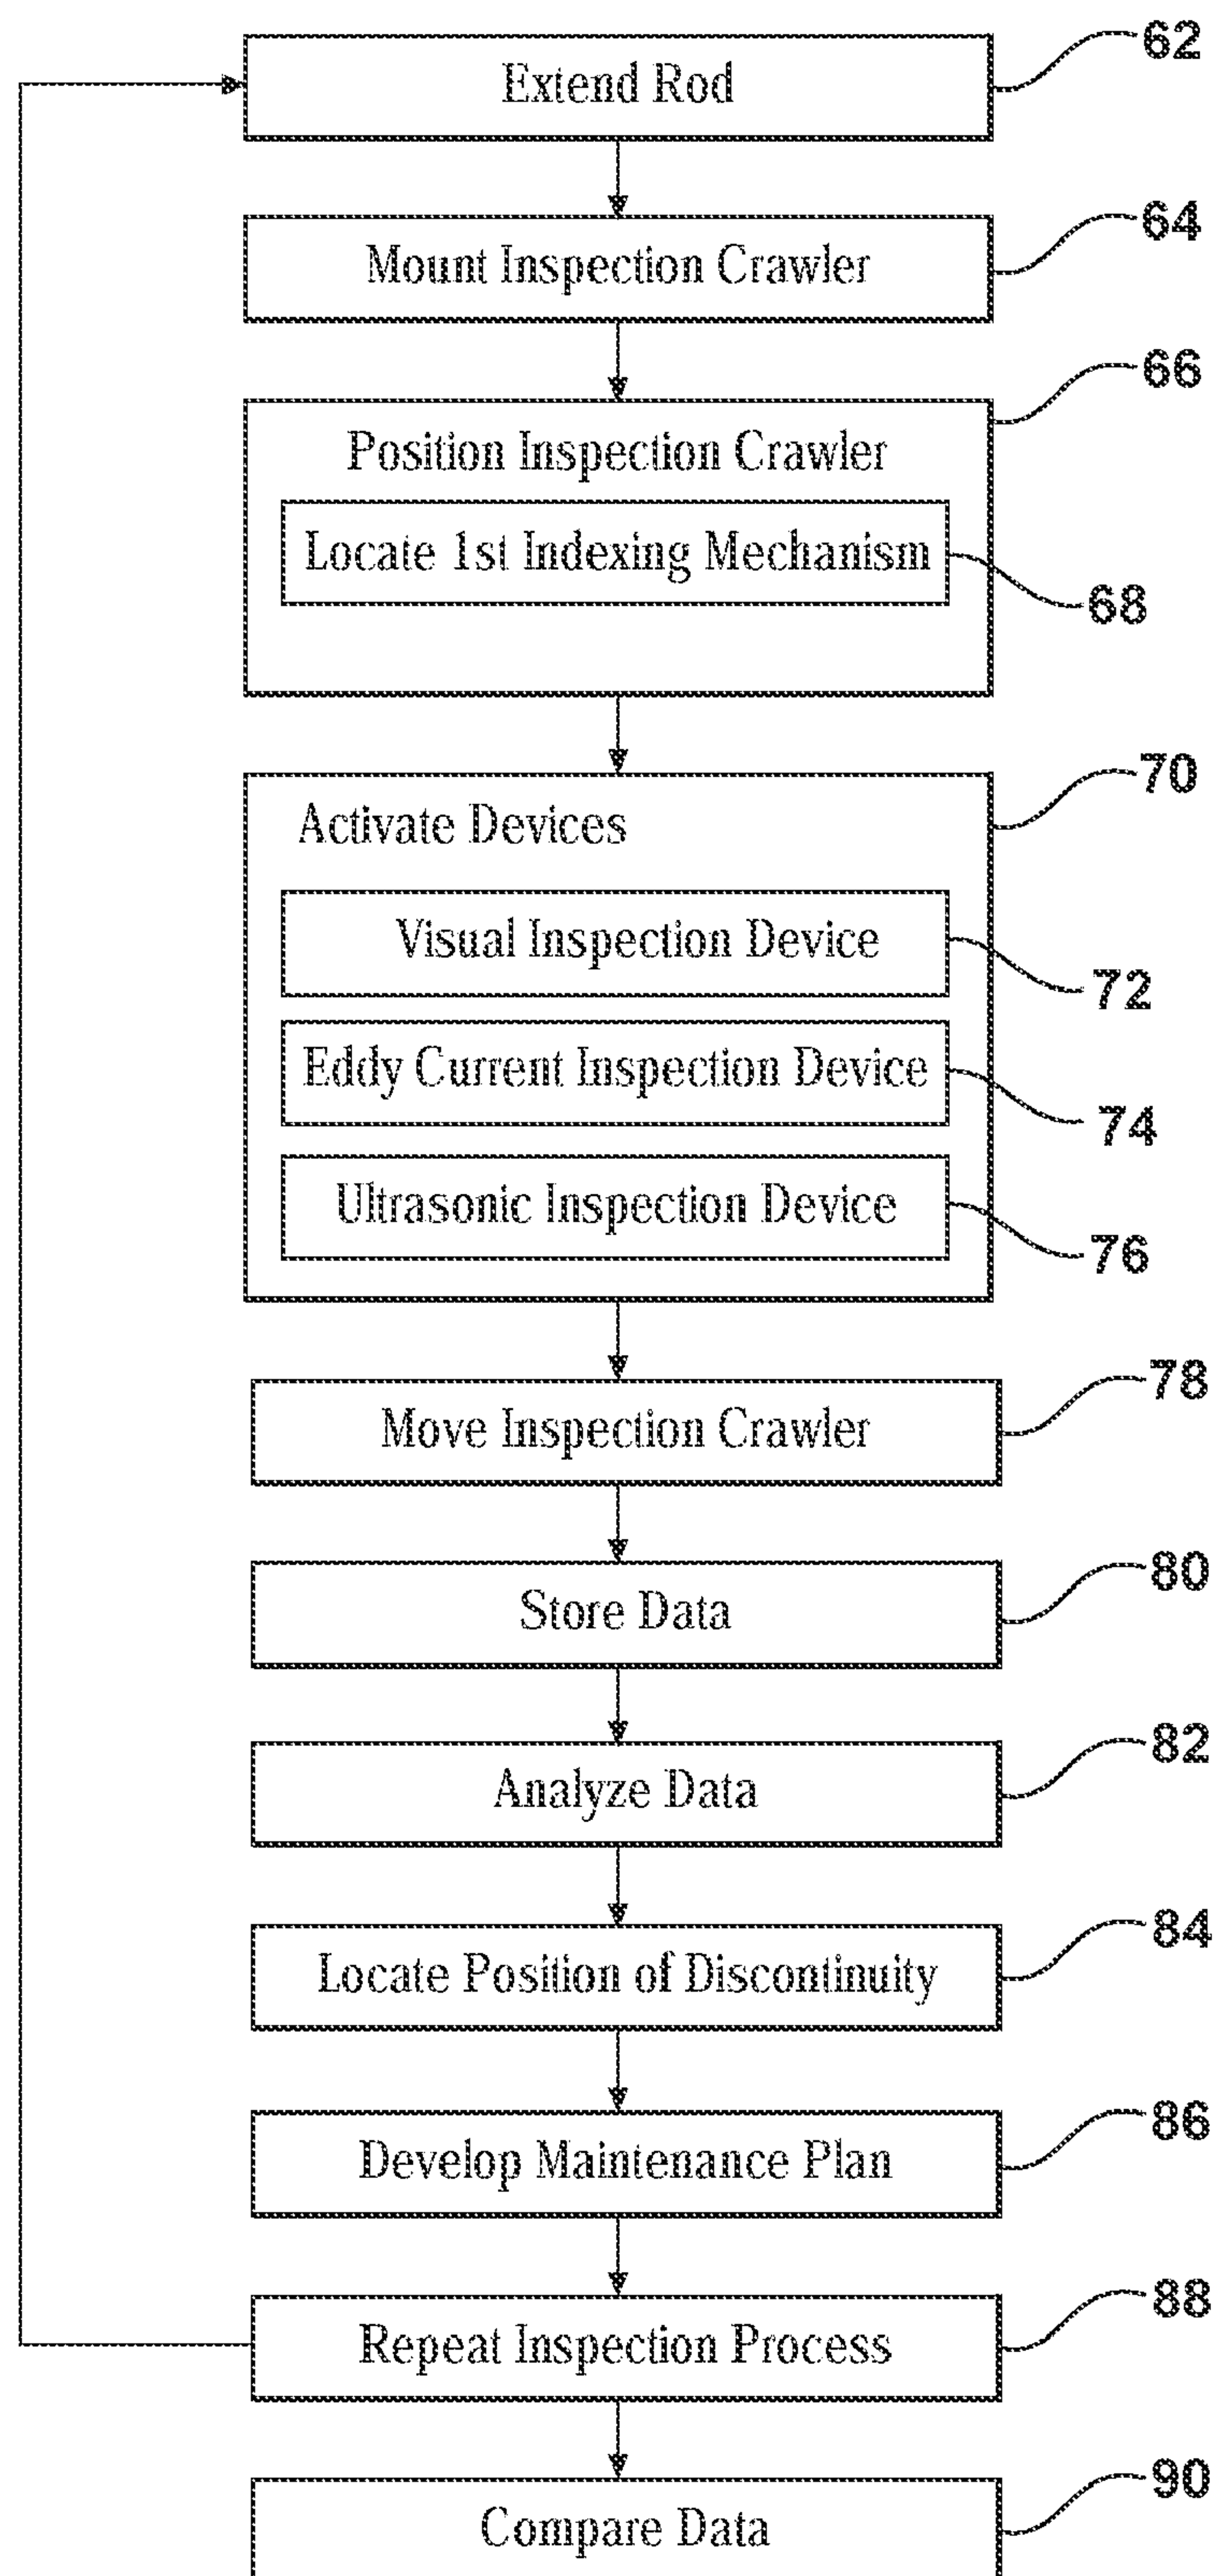 Extend Rod
62
Mount Inspection Crawler
64
Position Inspection Crawler
66
Locate 1st Indexing Mechanism
68
Activate Devices
70
Visual Inspection Device
72
Eddy Current Inspection Device
74
Ultrasonic Inspection Device
76
Move Inspection Crawler
78
Store Data
80
Analyze Data
82
Locate Position of Discontinuity
84
Develop Maintenance Plan
86
Repeat Inspection Process
88
Compare Data
90